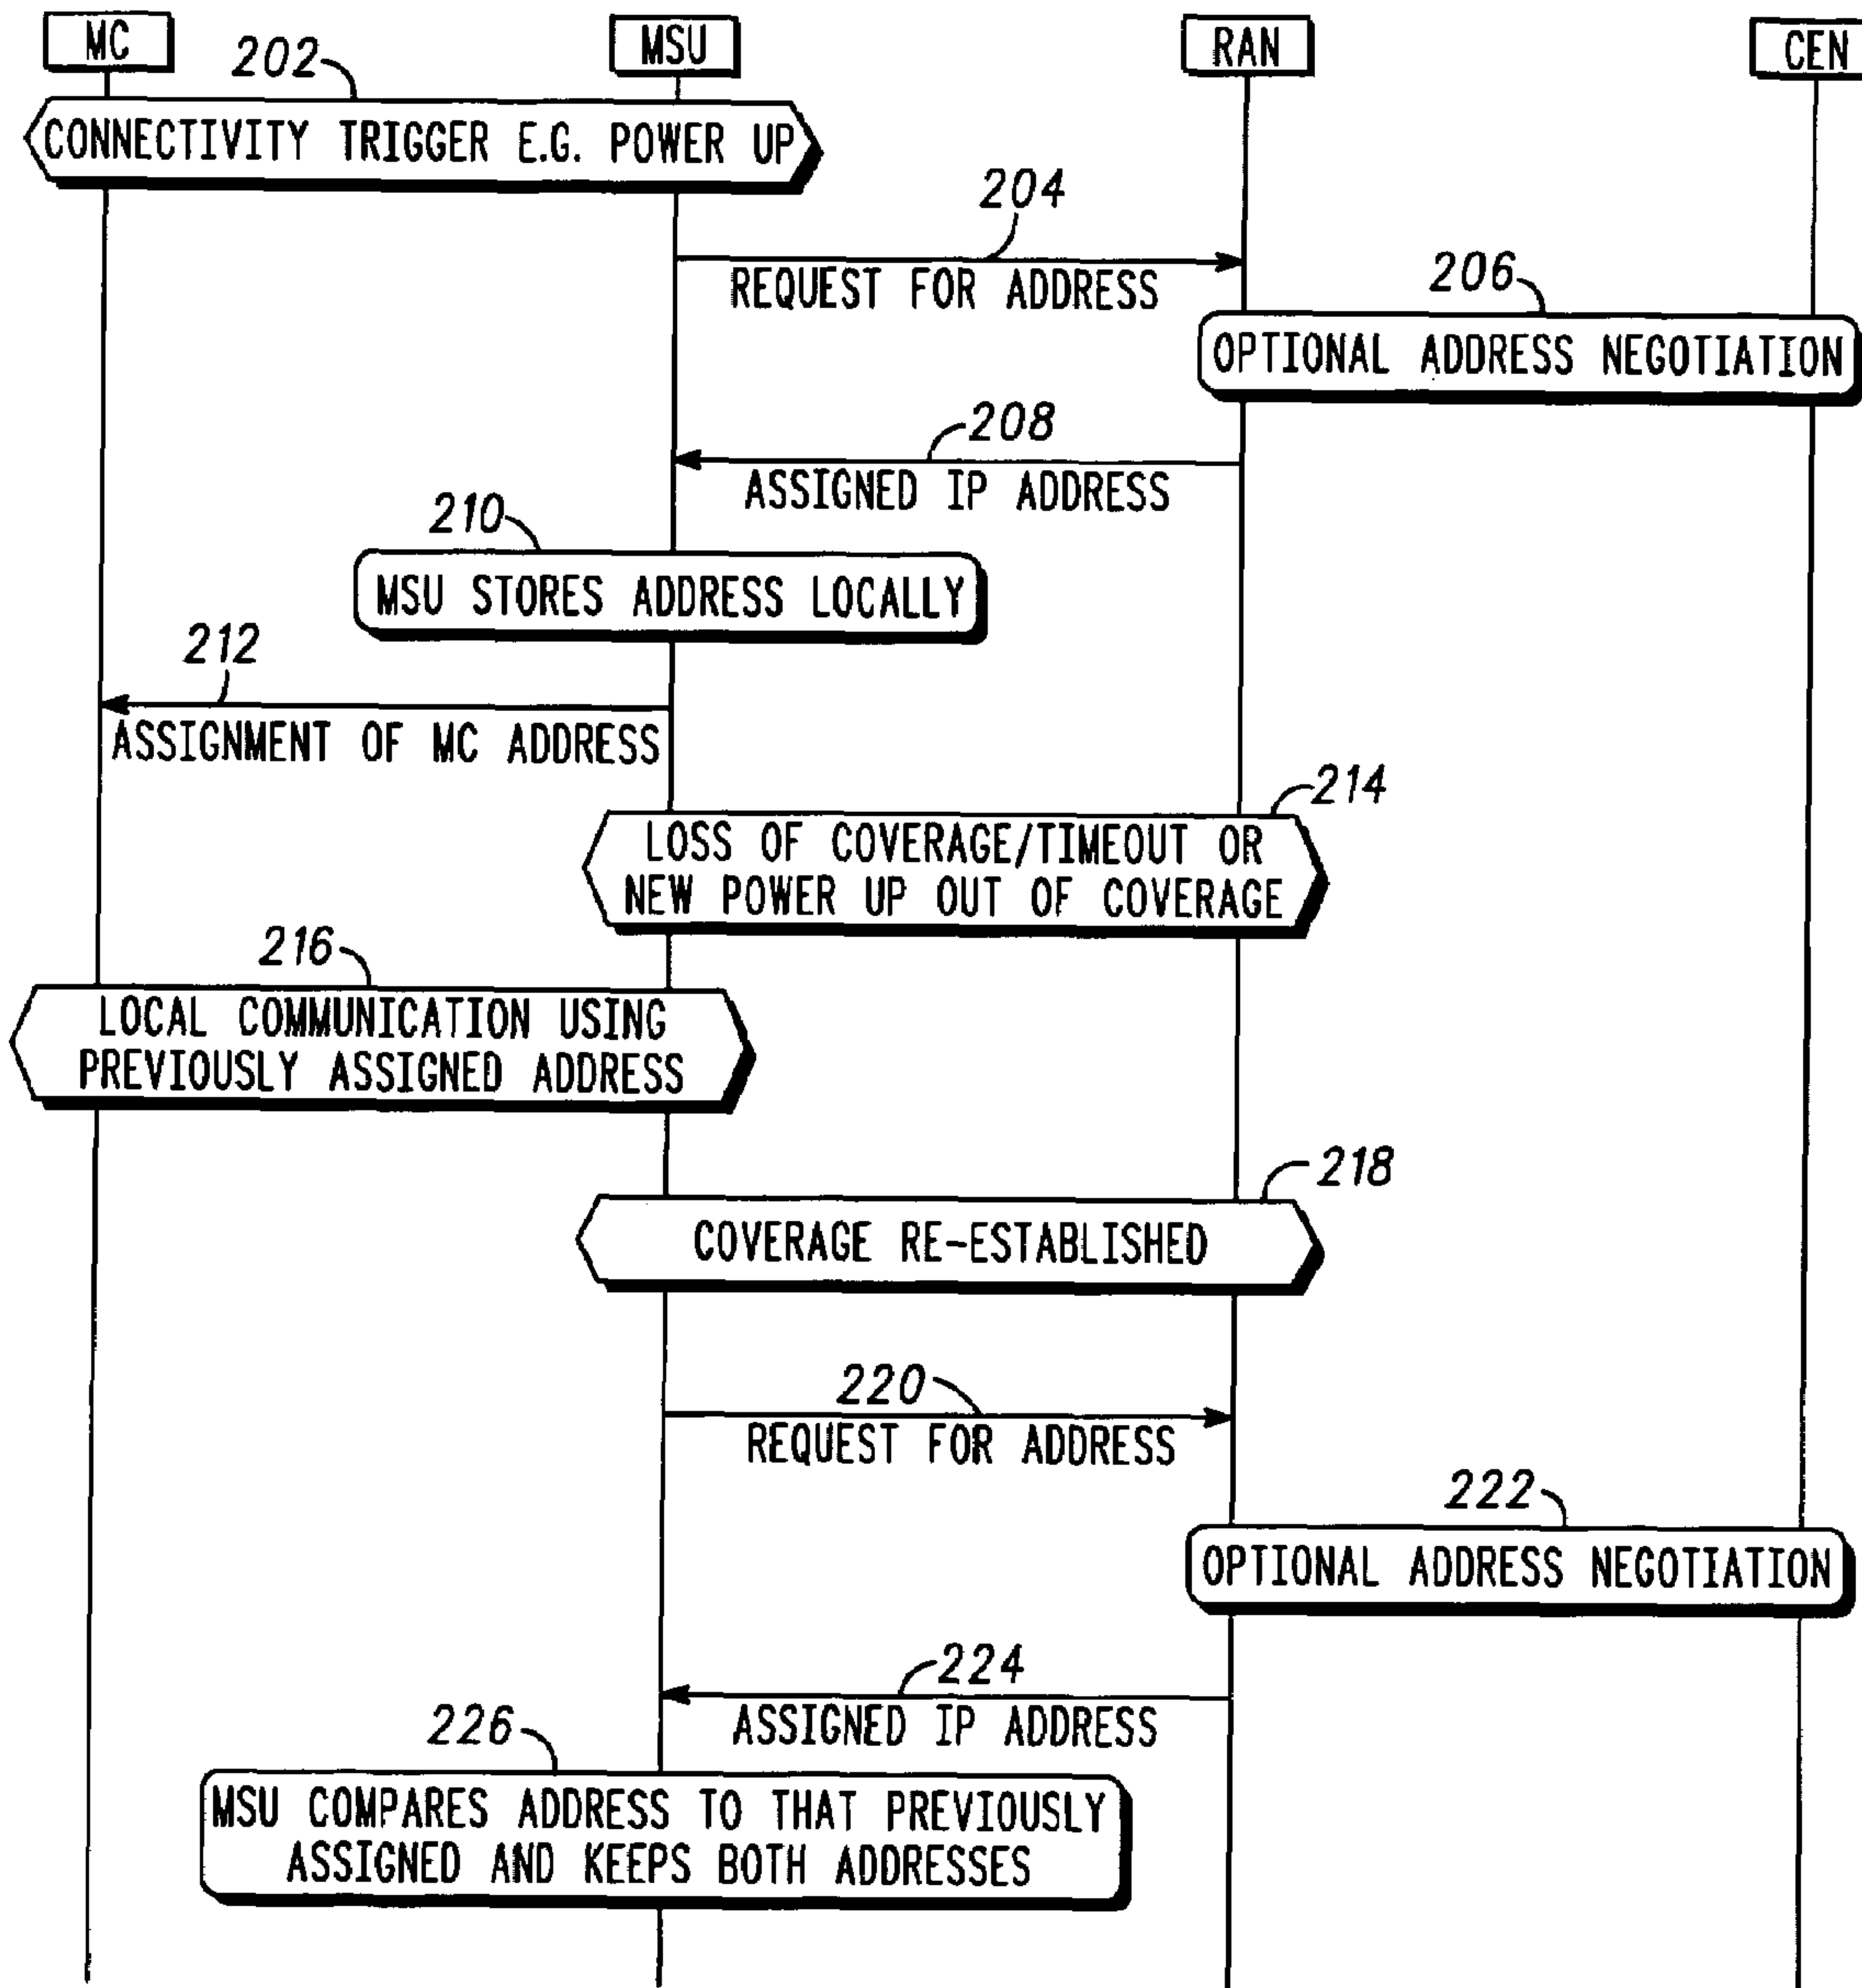 MC
MSU
RAN
CEN
202
CONNECTIVITY TRIGGER E.G. POWER UP
204
REQUEST FOR ADDRESS
206
OPTIONAL ADDRESS NEGOTIATION
208
ASSIGNED IP ADDRESS
210
MSU STORES ADDRESS LOCALLY
212
ASSIGNMENT OF MC ADDRESS
214
LOSS OF COVERAGE/TIMEOUT OR
NEW POWER UP OUT OF COVERAGE
216
LOCAL COMMUNICATION USING
PREVIOUSLY ASSIGNED ADDRESS
218
COVERAGE RE-ESTABLISHED
220
REQUEST FOR ADDRESS
222
OPTIONAL ADDRESS NEGOTIATION
224
ASSIGNED IP ADDRESS
226
MSU COMPARES ADDRESS TO THAT PREVIOUSLY
ASSIGNED AND KEEPS BOTH ADDRESSES